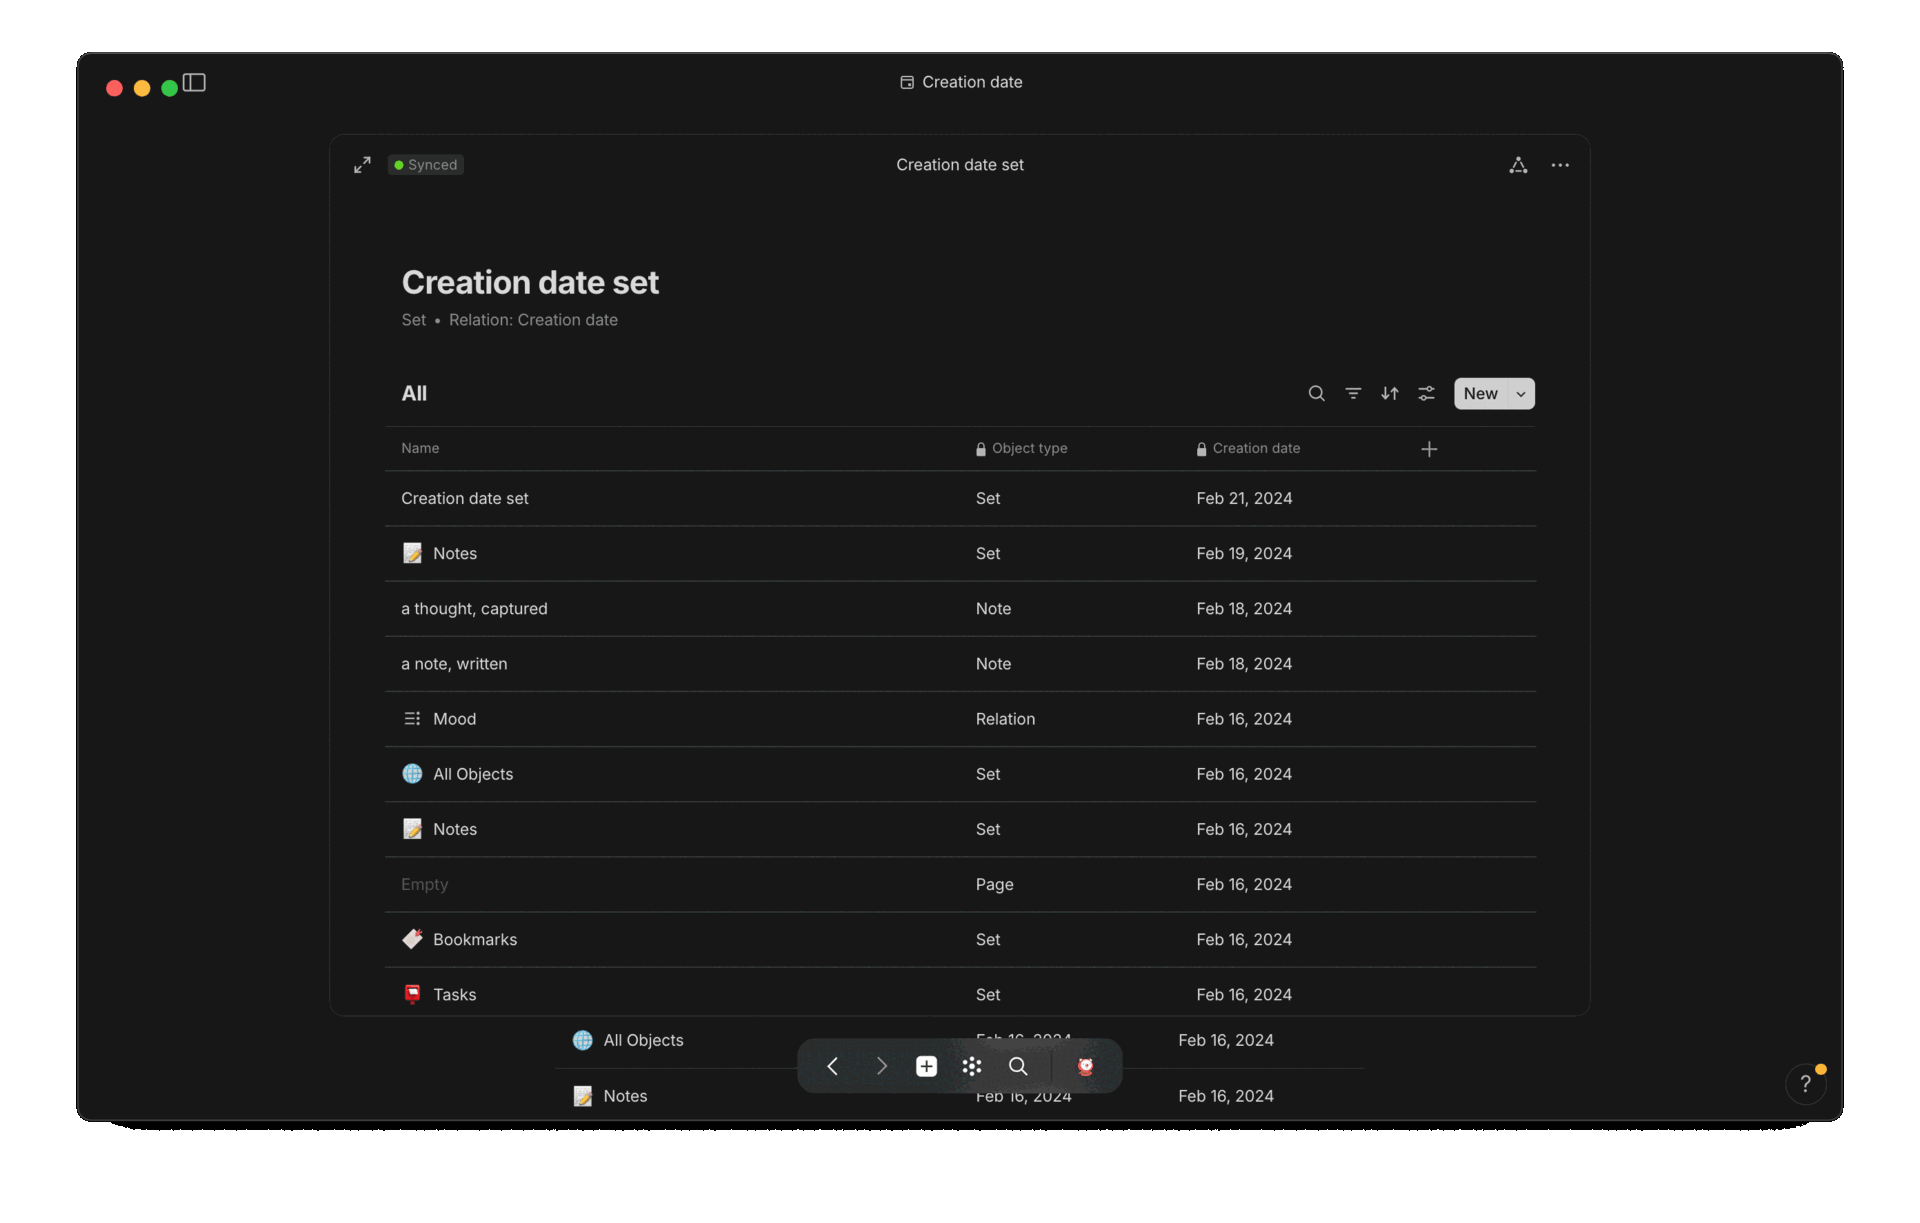 Creation date
Synced
Creation date set
Creation date set
Set • Relation: Creation date
All
New
Name Object type Creation date
Creation date set Set Feb 21, 2024
Notes Set Feb 19, 2024
a thought, captured Note Feb 18, 2024
a note, written Note Feb 18, 2024
Mood Relation Feb 16, 2024
All Objects Set Feb 16, 2024
Notes Set Feb 16, 2024
Empty Page Feb 16, 2024
Bookmarks Set Feb 16, 2024
Tasks Set Feb 16, 2024
All Objects Feb 16, 2024 Feb 16, 2024
Notes Feb 16, 2024 Feb 16, 2024
?